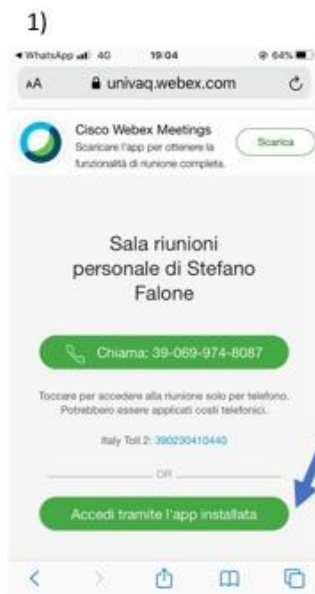 1)
WhatsApp 4G 19:04 64%
AA univaq.webex.com
Cisco Webex Meetings
Scaricare l'app per ottenere la
funzionalità di riunione completa.
Scarica
Sala riunioni
personale di Stefano
Falone
Chiama: 39-069-974-8087
Toccare per accedere alla riunione solo per telefono.
Potrebbero essere applicati costi telefonici.
Italy Toll 2: 390230410440
OR
Accedi tramite l'app installata